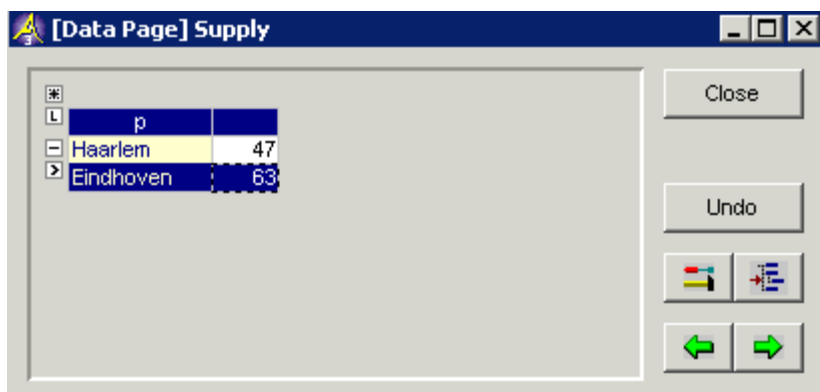 [Data Page] Supply
Close
L
p
Haarlem 47
Eindhoven 63
Undo